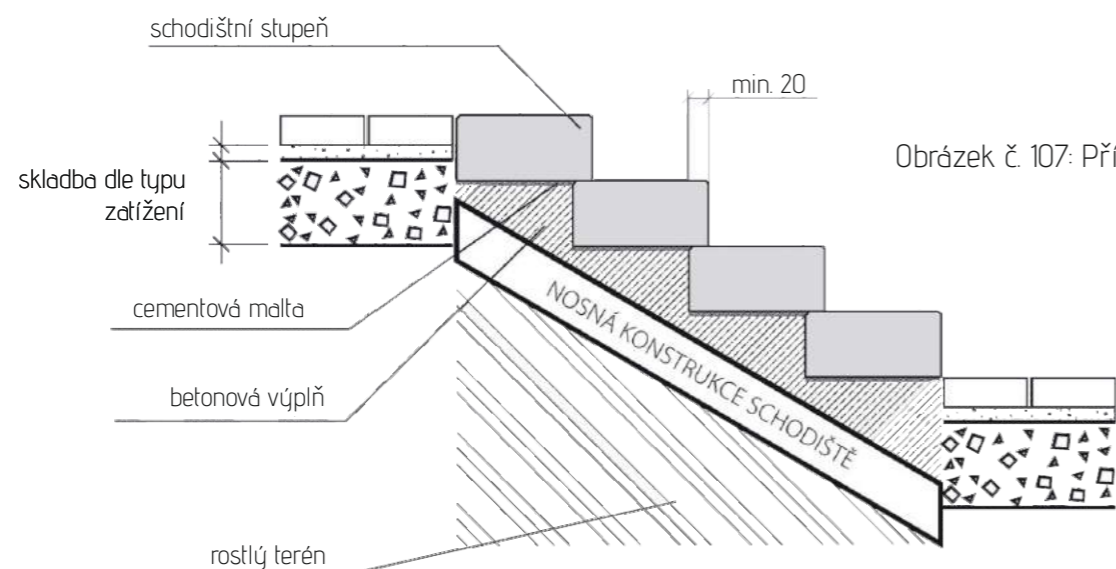 schodištní stupeň
min. 20
Obrázek č. 107: Pří
skladba dle typu
zatížení
cementová malta
NOSNÁ KONSTRUKCE SCHODIŠTĚ
betonová výplň
rostlý terén